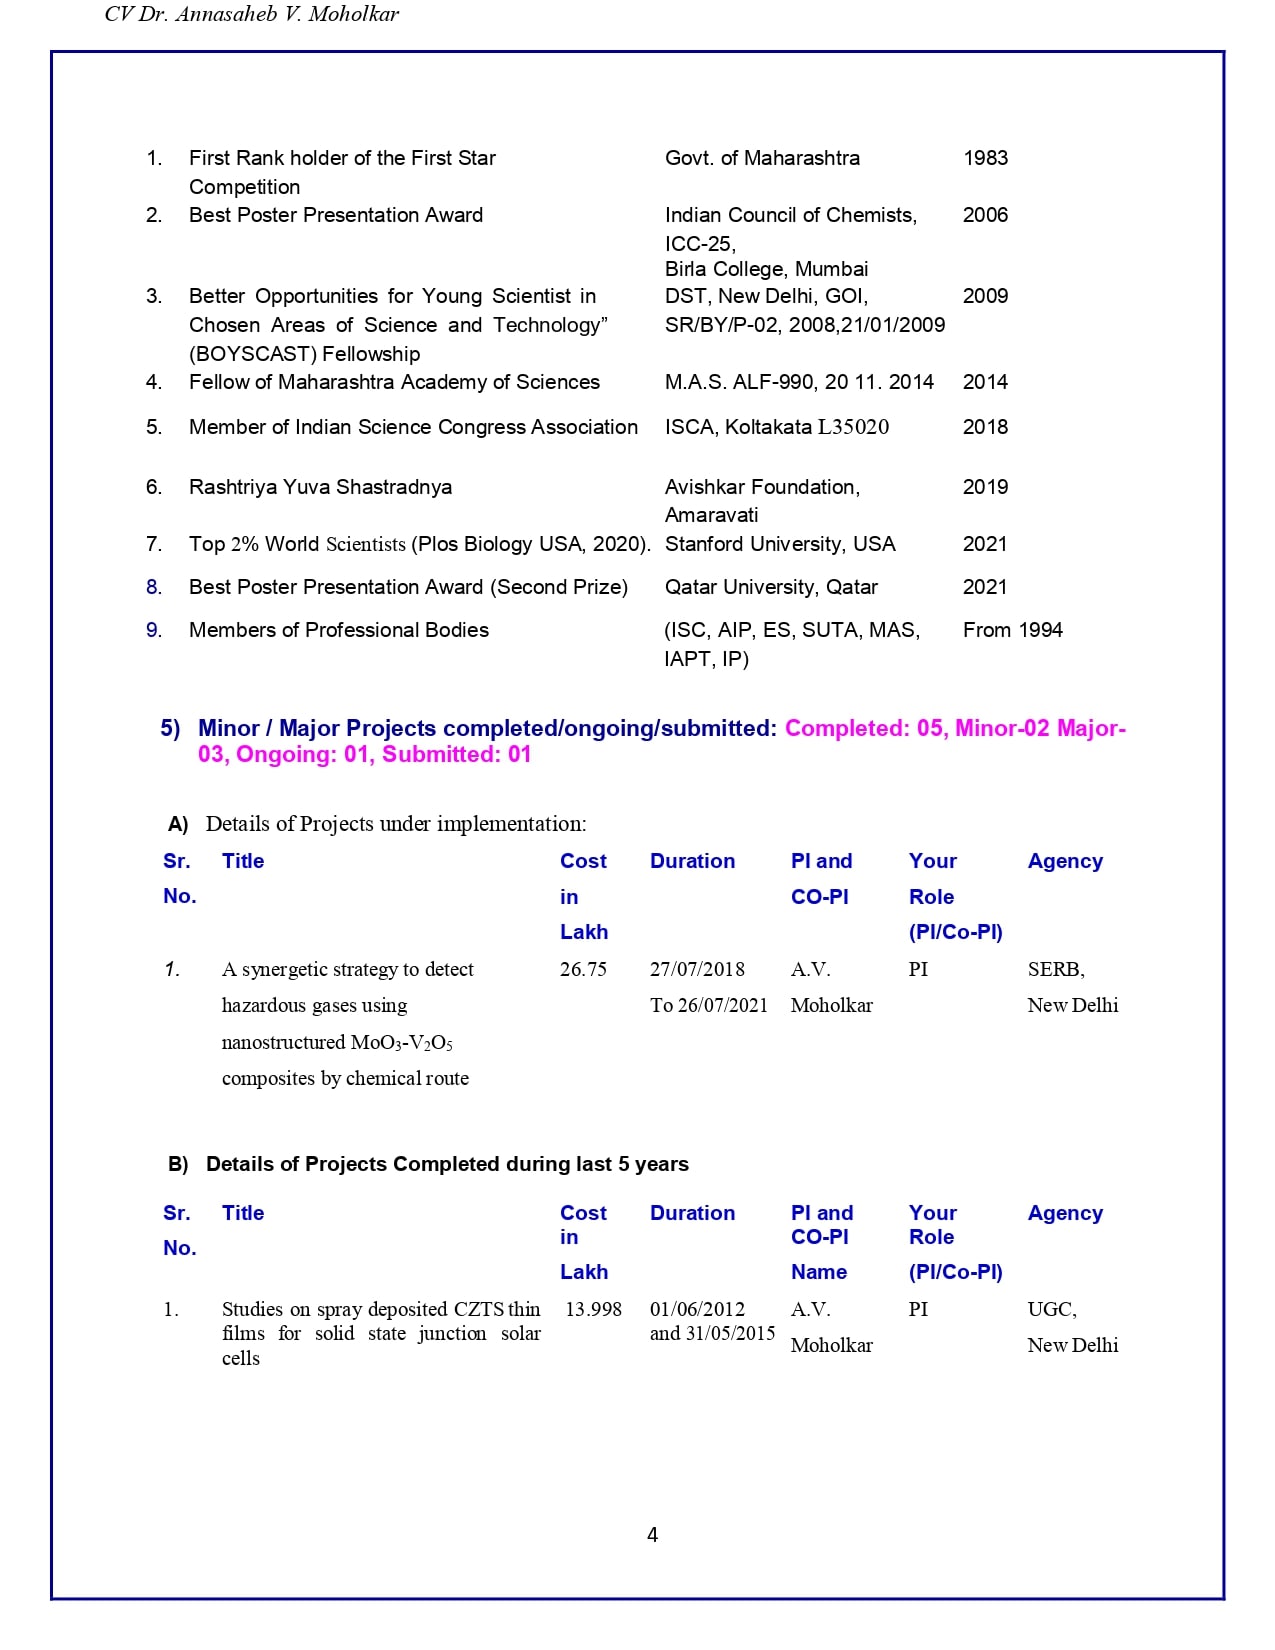 CV Dr. Annasaheb V. Moholkar
1. First Rank holder of the First Star Govt. of Maharashtra 1983
Competition
2. Best Poster Presentation Award Indian Council of Chemists, 2006
ICC-25,
Birla College, Mumbai
3. Better Opportunities for Young Scientist in DST, New Delhi, GOI, 2009
Chosen Areas of Science and Technology” SR/BY/P-02, 2008,21/01/2009
(BOYSCAST) Fellowship
4. Fellow of Maharashtra Academy of Sciences M.A.S. ALF-990, 20 11. 2014 2014
5. Member of Indian Science Congress Association ISCA, Koltakata L35020 2018
6. Rashtriya Yuva Shastradnya Avishkar Foundation, 2019
Amaravati
7. Top 2% World Scientists (Plos Biology USA, 2020). Stanford University, USA 2021
8. Best Poster Presentation Award (Second Prize) Qatar University, Qatar 2021
9. Members of Professional Bodies (ISC, AIP, ES, SUTA, MAS, From 1994
IAPT, IP)
5) Minor / Major Projects completed/ongoing/submitted: Completed: 05, Minor-02 Major-
03, Ongoing: 01, Submitted: 01
A) Details of Projects under implementation:
Sr. Title Cost Duration PI and Your Agency
No. in CO-PI Role
Lakh (PI/Co-PI)
1. A synergetic strategy to detect 26.75 27/07/2018 A.V. PI SERB,
hazardous gases using To 26/07/2021 Moholkar New Delhi
nanostructured MoO₃-V₂O₅
composites by chemical route
B) Details of Projects Completed during last 5 years
Sr. Title Cost Duration PI and Your Agency
in CO-PI Role
No.
Lakh Name (PI/Co-PI)
1. Studies on spray deposited CZTS thin 13.998 01/06/2012 A.V. PI UGC,
films for solid state junction solar and 31/05/2015
Moholkar New Delhi
cells
4